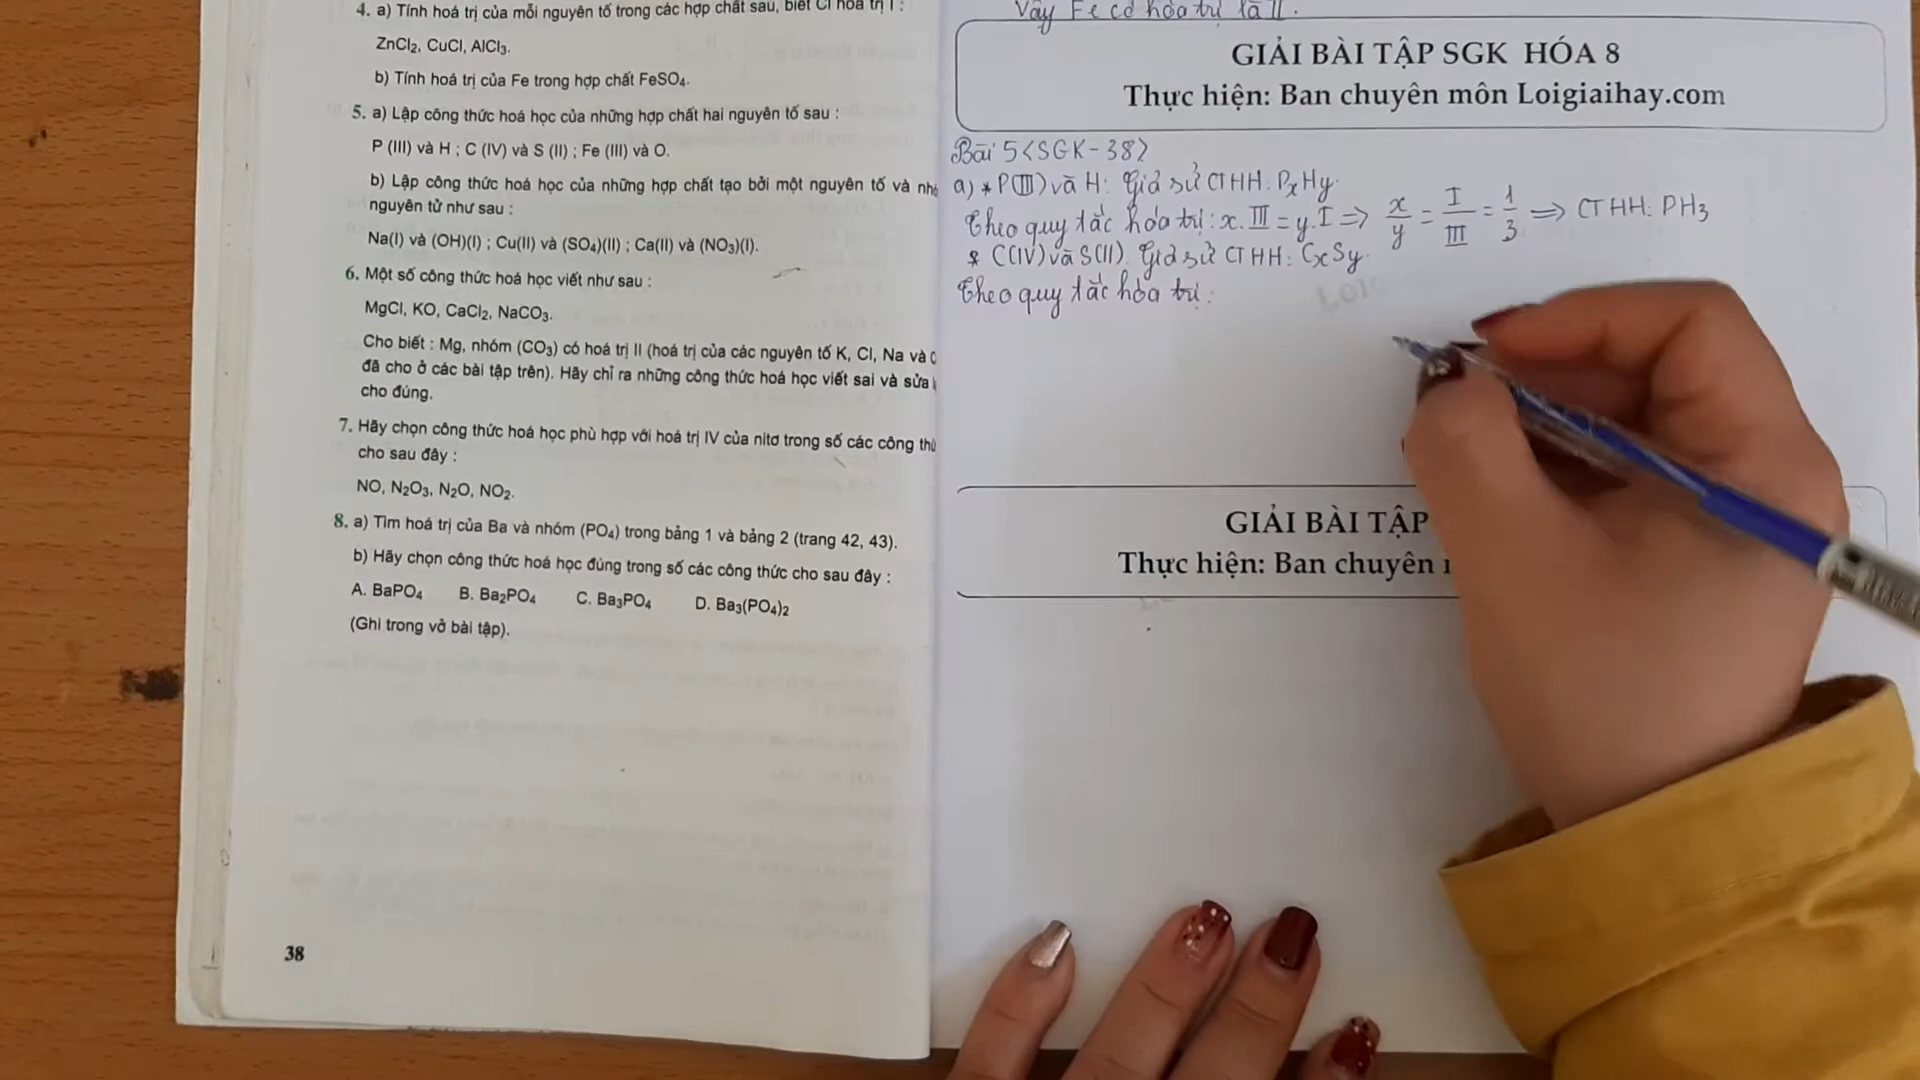 4. a) Tính hoá trị của mỗi nguyên tố trong các hợp chất sau, biết Cl hoá trị I :
ZnCl₂, CuCl, AlCl₃.
b) Tính hoá trị của Fe trong hợp chất FeSO₄.
5. a) Lập công thức hoá học của những hợp chất hai nguyên tố sau :
P (III) và H ; C (IV) và S (II) ; Fe (III) và O.
b) Lập công thức hoá học của những hợp chất tạo bởi một nguyên tố và nhó
nguyên tử như sau :
Na(I) và (OH)(I) ; Cu(II) và (SO₄)(II) ; Ca(II) và (NO₃)(I).
6. Một số công thức hoá học viết như sau :
MgCl, KO, CaCl₂, NaCO₃.
Cho biết : Mg, nhóm (CO₃) có hoá trị II (hoá trị của các nguyên tố K, Cl, Na và
đã cho ở các bài tập trên). Hãy chỉ ra những công thức hoá học viết sai và sửa
cho đúng.
7. Hãy chọn công thức hoá học phù hợp với hoá trị IV của nitơ trong số các công thứ
cho sau đây :
NO, N₂O₃, N₂O, NO₂.
8. a) Tìm hoá trị của Ba và nhóm (PO₄) trong bảng 1 và bảng 2 (trang 42, 43).
b) Hãy chọn công thức hoá học đúng trong số các công thức cho sau đây :
A. BaPO₄ B. Ba₂PO₄ C. Ba₃PO₄ D. Ba₃(PO₄)₂
(Ghi trong vở bài tập).
38
Vậy Fe có hóa trị là II.
GIẢI BÀI TẬP SGK HÓA 8
Thực hiện: Ban chuyên môn Loigiaihay.com
Bài 5 <SGK-38>
a) * P(III) và H: Giả sử CTHH: PxHy.
Theo quy tắc hóa trị: x.III = y.I => x/y = I/III = 1/3 => CTHH: PH₃
* C(IV) và S(II). Giả sử CTHH: CxSy.
Theo quy tắc hóa trị:
GIẢI BÀI TẬP
Thực hiện: Ban chuyên